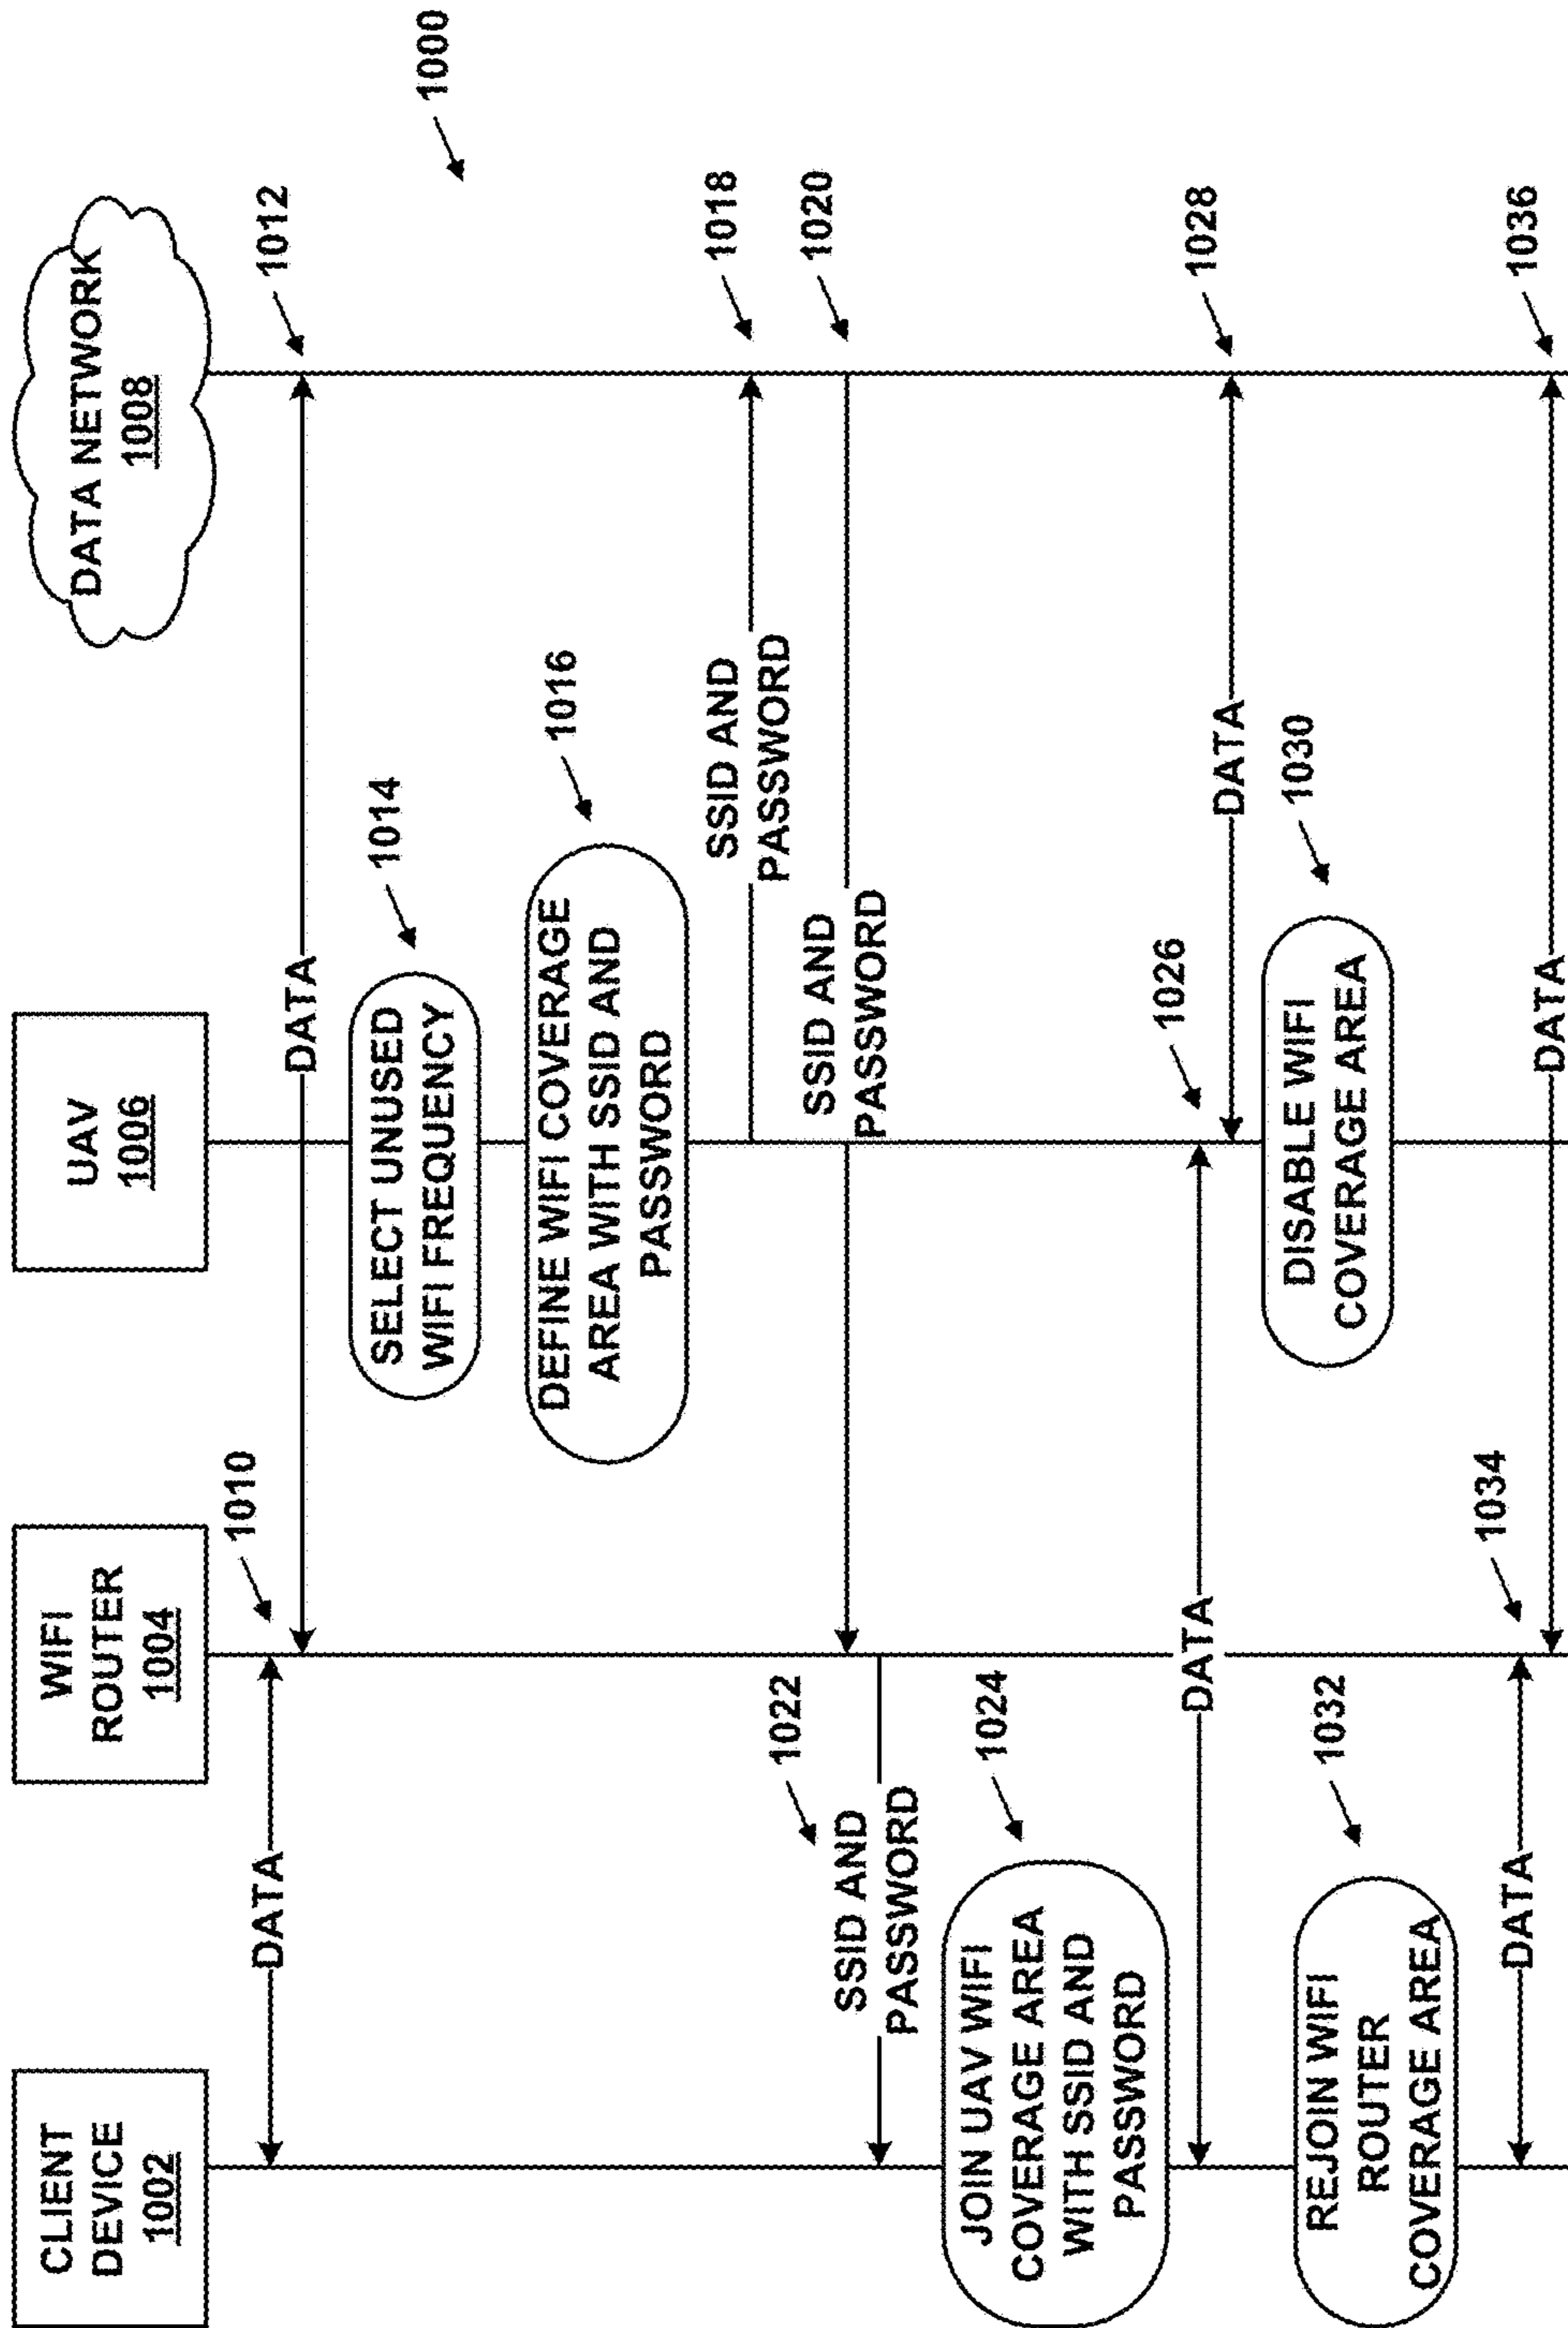 CLIENT
DEVICE
1002
WIFI
ROUTER
1004
UAV
1006
DATA NETWORK
1008
1000
1010
DATA
1012
DATA
1014
SELECT UNUSED
WIFI FREQUENCY
1016
DEFINE WIFI COVERAGE
AREA WITH SSID AND
PASSWORD
1018
SSID AND
PASSWORD
1020
SSID AND
PASSWORD
1022
SSID AND
PASSWORD
1024
JOIN UAV WIFI
COVERAGE AREA
WITH SSID AND
PASSWORD
1026
DATA
1028
DATA
1030
DISABLE WIFI
COVERAGE AREA
1032
REJOIN WIFI
ROUTER
COVERAGE AREA
1034
DATA
1036
DATA